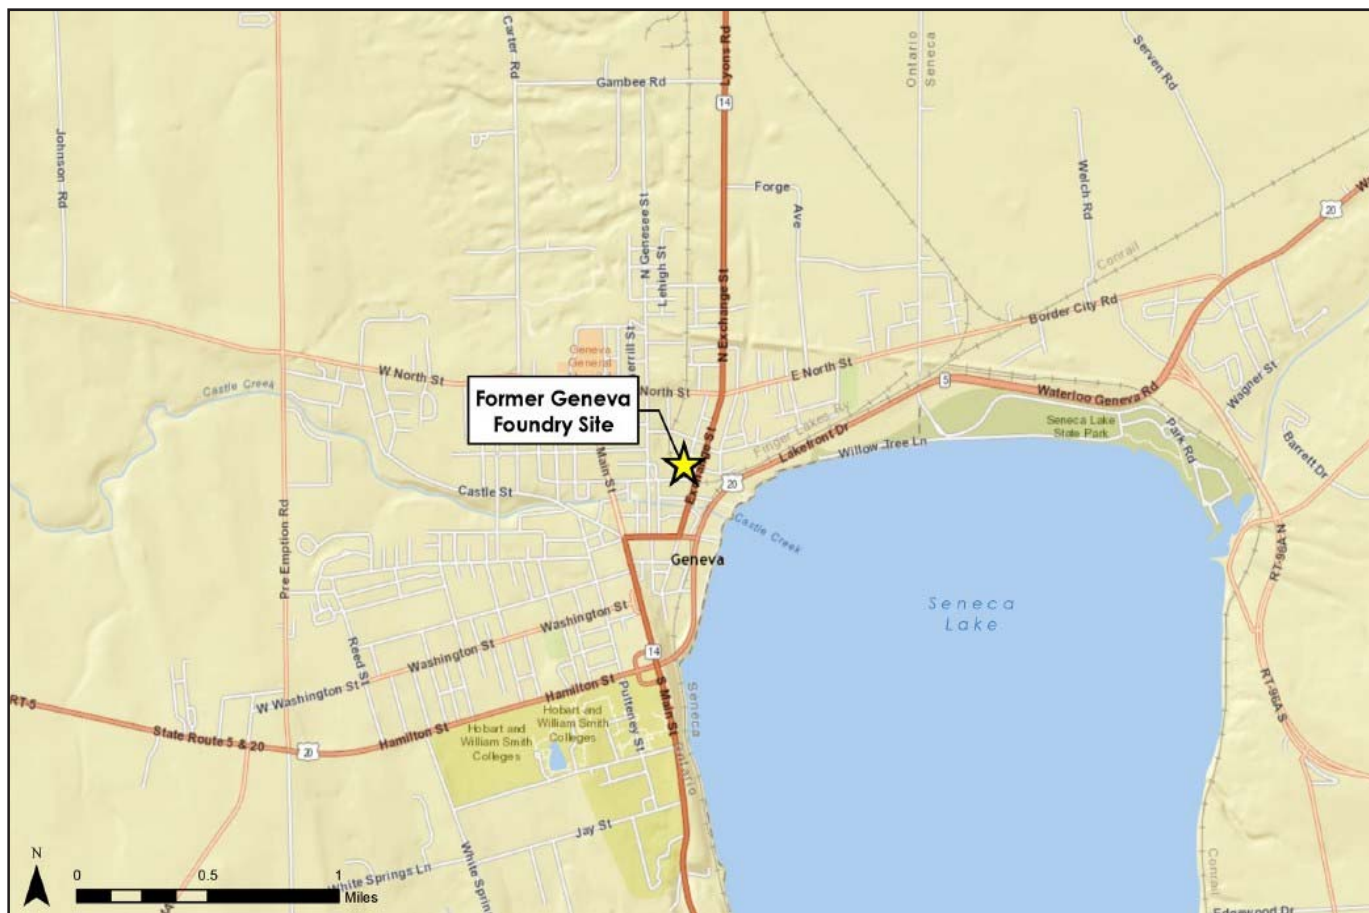 Carter Rd
Lyons Rd
Ontario
Seneca
Serven Rd
Gambee Rd
14
Johnson Rd
Forge
Ave
Welch Rd
20
N Genesee St
Lehigh St
Conrail
N Exchange St
Border City Rd
Geneva
General
W North St
E North St
Castle Creek
North St
5
Waterloo Geneva Rd
Wagner St
Former Geneva
Foundry Site
Finger Lakes Ry
Lakefront Dr
Willow Tree Ln
Seneca Lake
State Park
Park Rd
Barrett Dr
Main St
Exchange St
20
Castle St
Castle Creek
Pre Emption Rd
Geneva
RT-96A N
Seneca
Lake
Washington St
Washington St
Reed St
W Washington St
14
Hamilton St
S Main St
Pulteney St
Seneca
Ontario
RT-5
State Route 5 & 20
20
Hamilton St
Hobart and
William Smith
Colleges
Hobart and
William Smith
Colleges
RT-96A S
Jay St
White Springs Ln
White Spring
Conrail
N
0 0.5 1
Miles